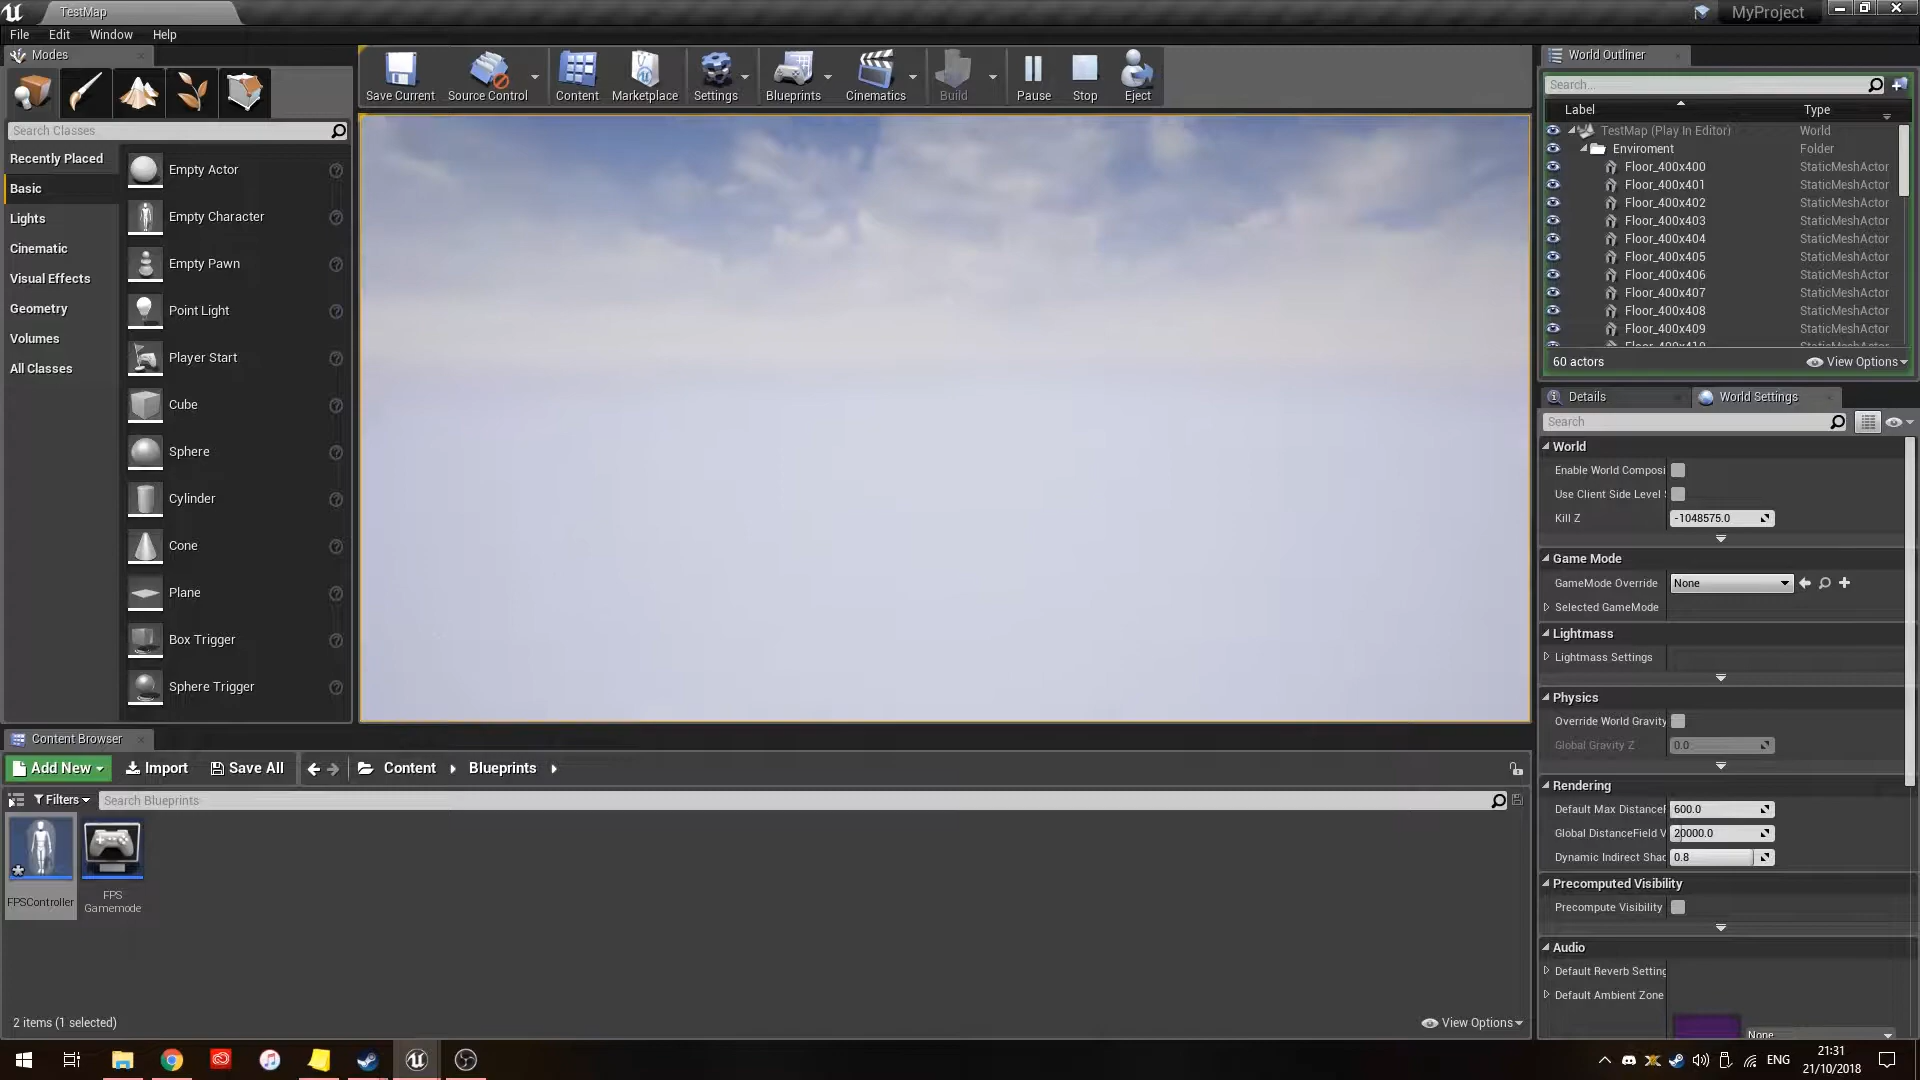 TestMap
MyProject
File Edit Window Help
Modes
Search Classes
Recently Placed
Basic
Lights
Cinematic
Visual Effects
Geometry
Volumes
All Classes
Empty Actor
Empty Character
Empty Pawn
Point Light
Player Start
Cube
Sphere
Cylinder
Cone
Plane
Box Trigger
Sphere Trigger
Save Current Source Control Content Marketplace Settings Blueprints Cinematics Build Pause Stop Eject
World Outliner
Search...
Label Type
TestMap (Play In Editor) World
Enviroment Folder
Floor_400x400 StaticMeshActor
Floor_400x401 StaticMeshActor
Floor_400x402 StaticMeshActor
Floor_400x403 StaticMeshActor
Floor_400x404 StaticMeshActor
Floor_400x405 StaticMeshActor
Floor_400x406 StaticMeshActor
Floor_400x407 StaticMeshActor
Floor_400x408 StaticMeshActor
Floor_400x409 StaticMeshActor
60 actors View Options
Details World Settings
Search
World
Enable World Composi
Use Client Side Level
Kill Z -1048575.0
Game Mode
GameMode Override None
Selected GameMode
Lightmass
Lightmass Settings
Physics
Override World Gravity
Global Gravity Z 0.0
Rendering
Default Max DistanceF 600.0
Global DistanceField V 20000.0
Dynamic Indirect Shac 0.8
Precomputed Visibility
Precompute Visibility
Audio
Default Reverb Setting
Default Ambient Zone
None
Content Browser
Add New Import Save All Content Blueprints
Filters Search Blueprints
FPSController
FPS
Gamemode
2 items (1 selected) View Options
ENG
21:31
21/10/2018